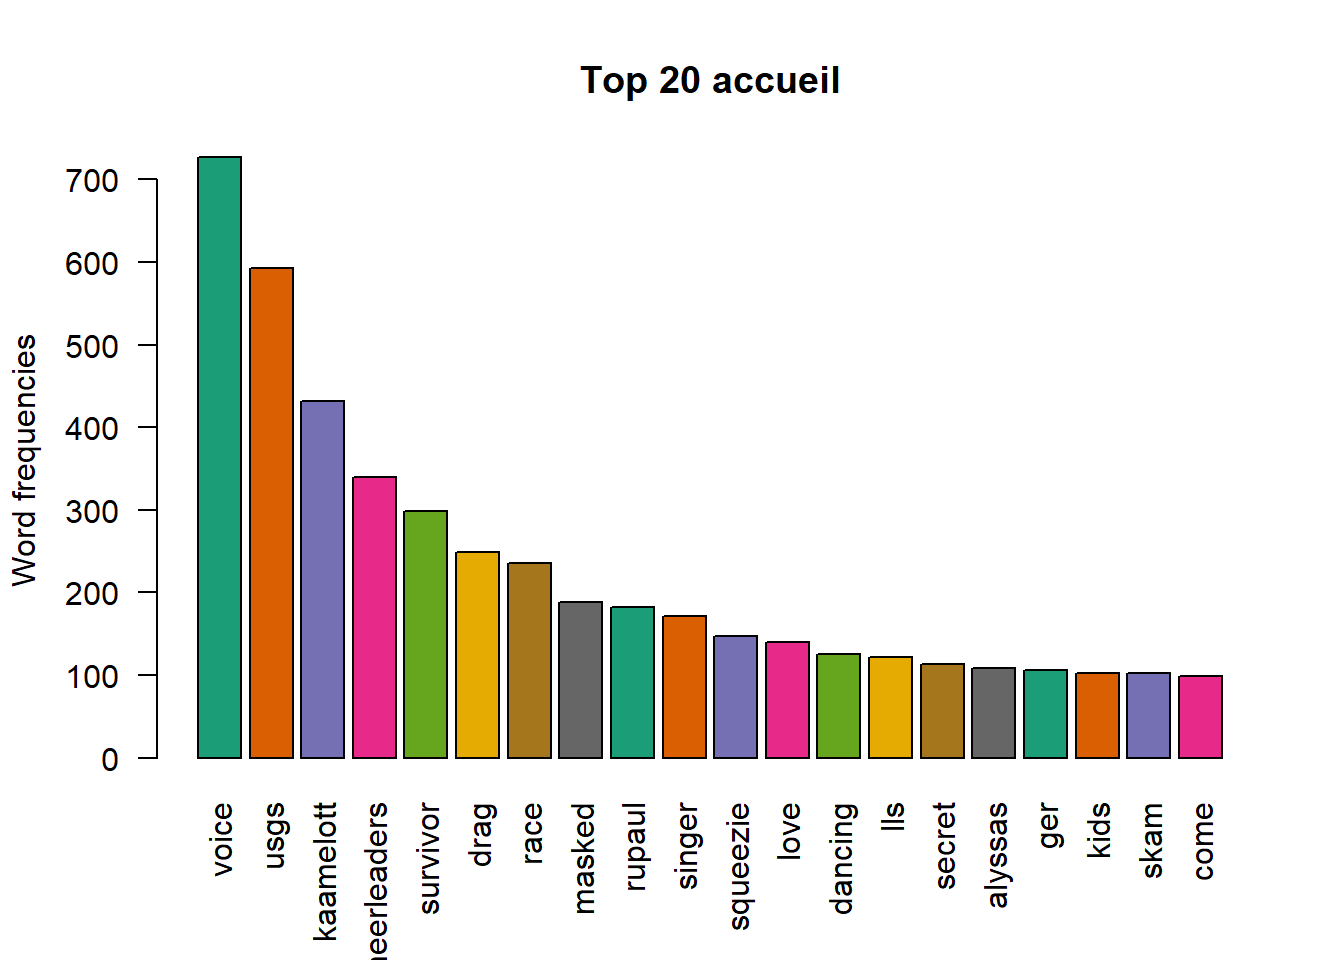 Top 20 accueil
Word frequencies
700
600
500
400
300
200
100
0
voice
usgs
kaamelott
heerleaders
survivor
drag
race
masked
rupaul
singer
squeezie
love
dancing
lls
secret
alyssas
ger
kids
skam
come